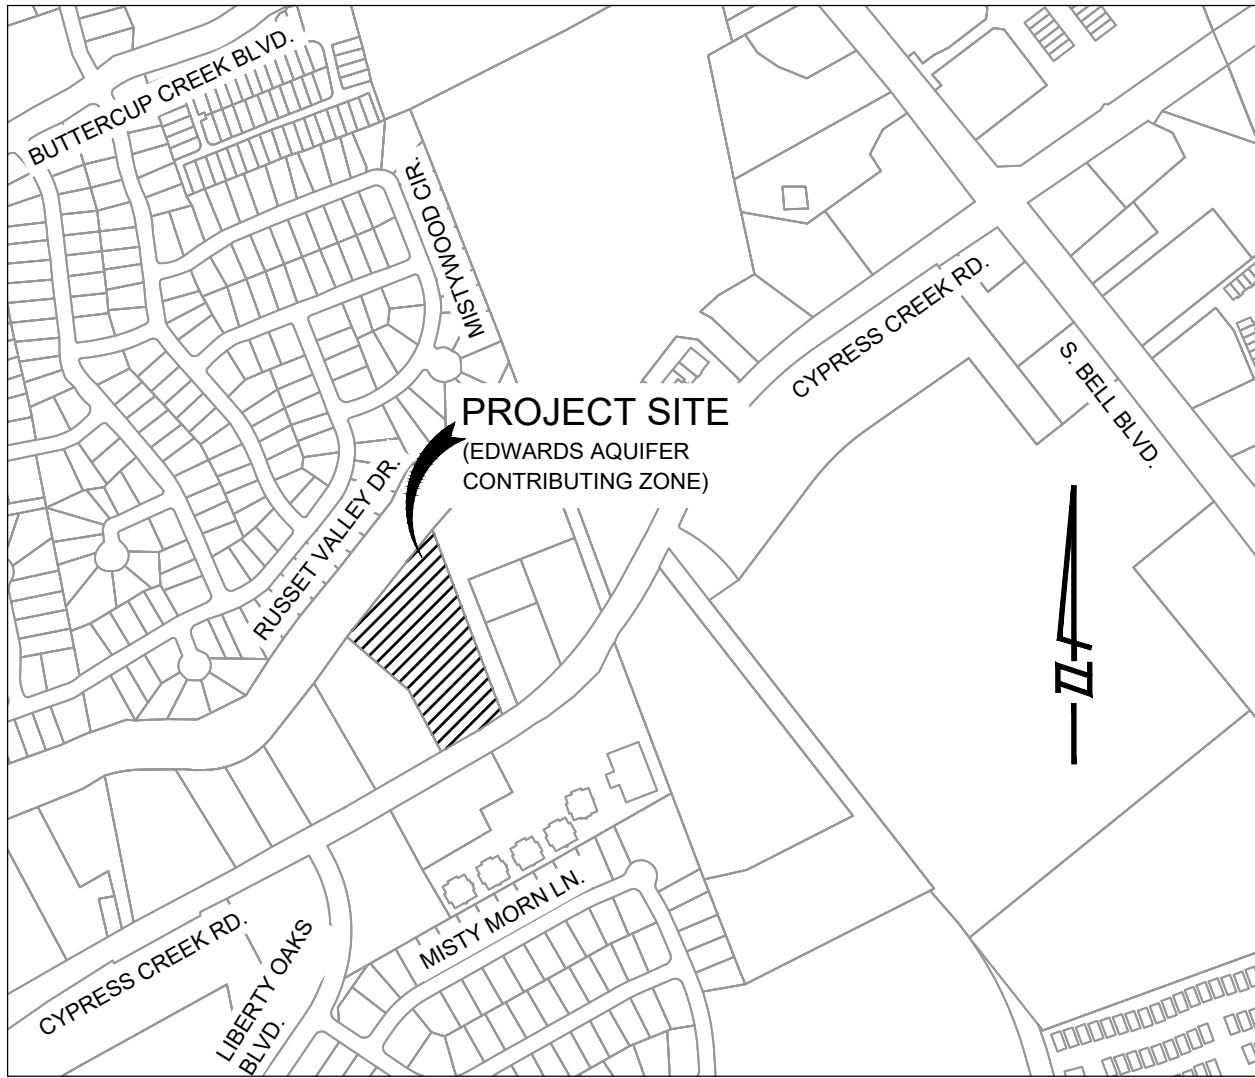 BUTTERCUP CREEK BLVD.
MISTYWOOD CIR.
CYPRESS CREEK RD.
S. BELL BLVD.
PROJECT SITE
(EDWARDS AQUIFER
CONTRIBUTING ZONE)
RUSSET VALLEY DR.
N
MISTY MORN LN.
CYPRESS CREEK RD.
LIBERTY OAKS
BLVD.